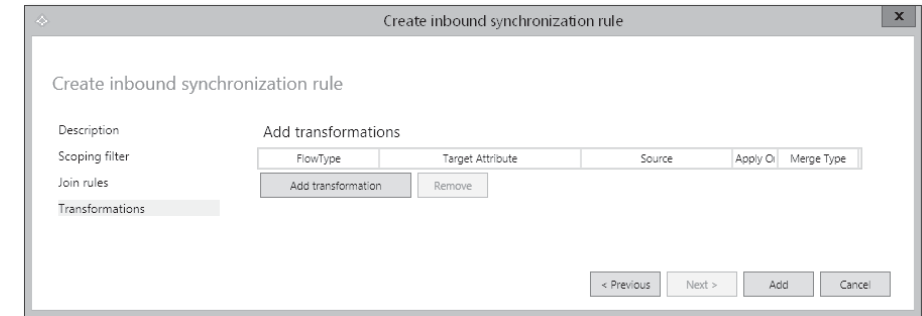 Create inbound synchronization rule
x
Create inbound synchronization rule
Description
Scoping filter
Join rules
Transformations
Add transformations
FlowType Target Attribute Source Apply O Merge Type
Add transformation Remove
< Previous Next > Add Cancel